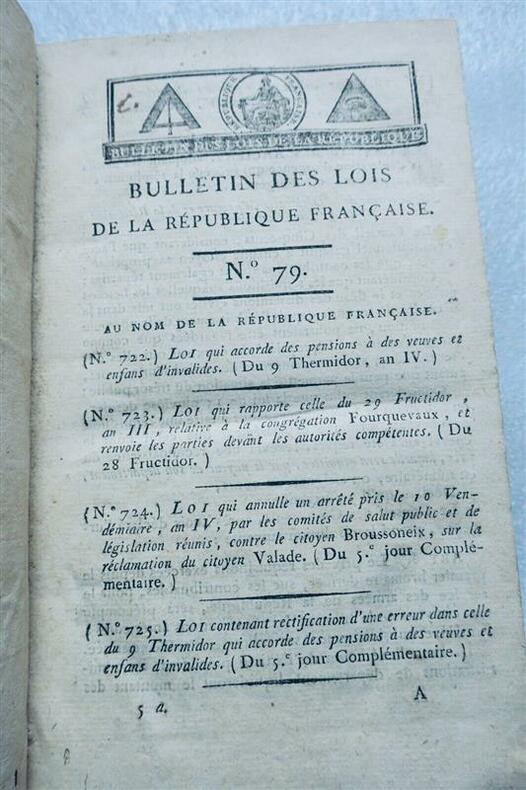 C.
RÉPUBLIQUE FRANÇAISE
BULLETIN DES LOIS DE LA RÉPUBLIQUE
BULLETIN DES LOIS
DE LA RÉPUBLIQUE FRANÇAISE.
N.º 79.
AU NOM DE LA RÉPUBLIQUE FRANÇAISE.
(N.º 722.) LOI qui accorde des pensions à des veuves et
enfans d'invalides. (Du 9 Thermidor, an IV.)
(N.º 723.) LOI qui rapporte celle du 29 Fructidor,
an III, relative à la congrégation Fourquevaux, et
renvoie les parties devant les autorités compétentes. (Du
28 Fructidor.)
(N.º 724.) LOI qui annulle un arrêté pris le 10 Ven-
démiaire, an IV, par les comités de salut public et de
législation réunis, contre le citoyen Broussoneix, sur la
réclamation du citoyen Valade. (Du 5.e jour Complé-
mentaire.)
(N.º 725.) LOI contenant rectification d'une erreur dans celle
du 9 Thermidor qui accorde des pensions à des veuves et
enfans d'invalides. (Du 5.e jour Complémentaire.)
5 a.
A